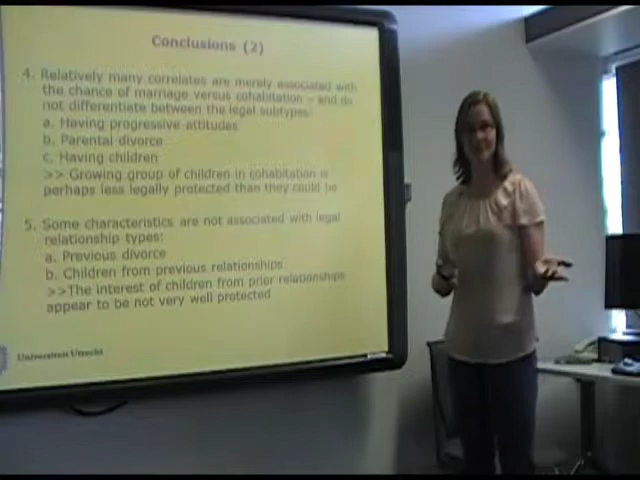 Conclusions (2)
4. Relatively many correlates are merely associated with
the chance of marriage versus cohabitation – and do
not differentiate between the legal subtypes:
a. Having progressive attitudes
b. Parental divorce
c. Having children
>> Growing group of children in cohabitation is
perhaps less legally protected than they could be
5. Some characteristics are not associated with legal
relationship types:
a. Previous divorce
b. Children from previous relationships
>>The interest of children from prior relationships
appear to be not very well protected
Universiteit Utrecht